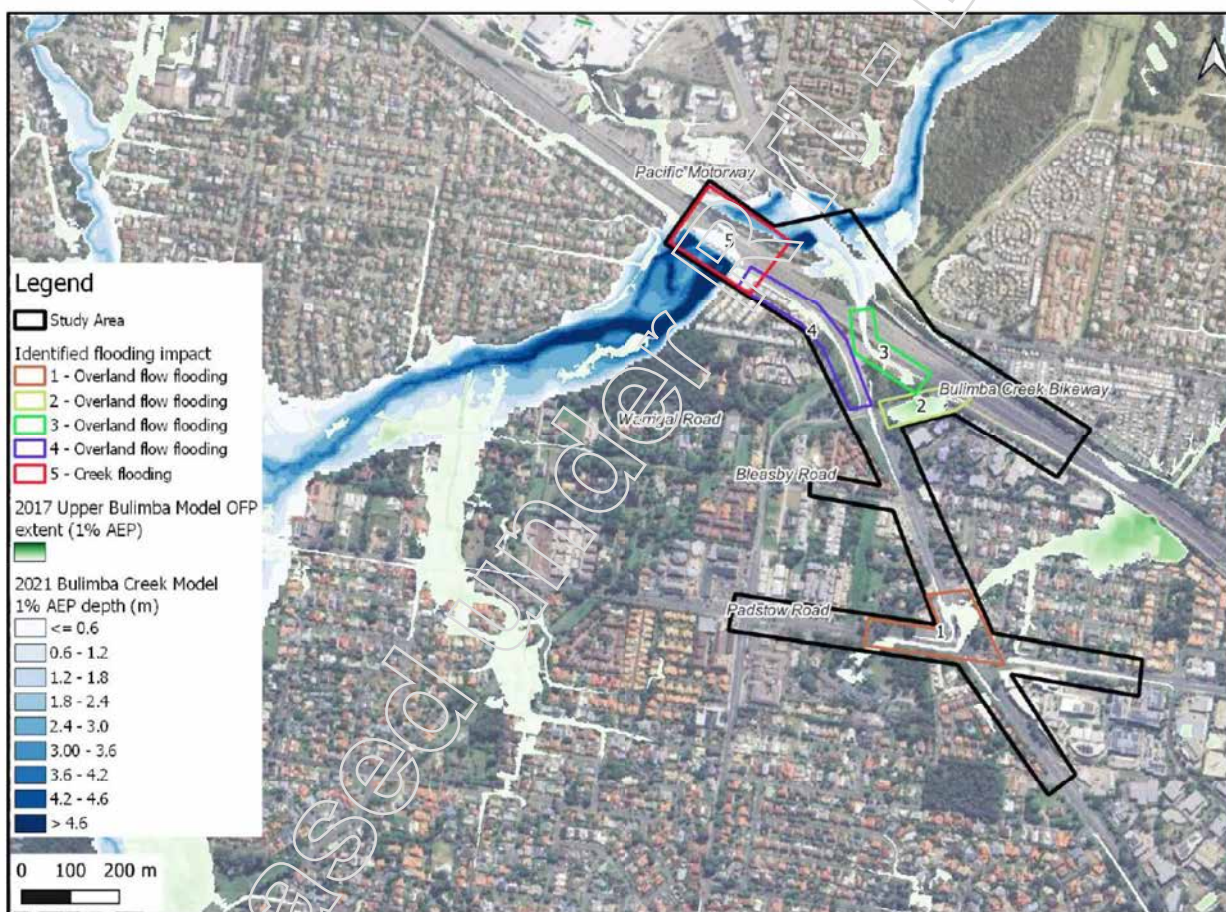 Pacific Motorway
5
4
3
2
Bulimba Creek Bikeway
Warrigal Road
Bleasby Road
Padstow Road
1
Legend
Study Area
Identified flooding impact
1 - Overland flow flooding
2 - Overland flow flooding
3 - Overland flow flooding
4 - Overland flow flooding
5 - Creek flooding
2017 Upper Bulimba Model OFP
extent (1% AEP)
2021 Bulimba Creek Model
1% AEP depth (m)
<= 0.6
0.6 - 1.2
1.2 - 1.8
1.8 - 2.4
2.4 - 3.0
3.00 - 3.6
3.6 - 4.2
4.2 - 4.6
> 4.6
0 100 200 m
ased under